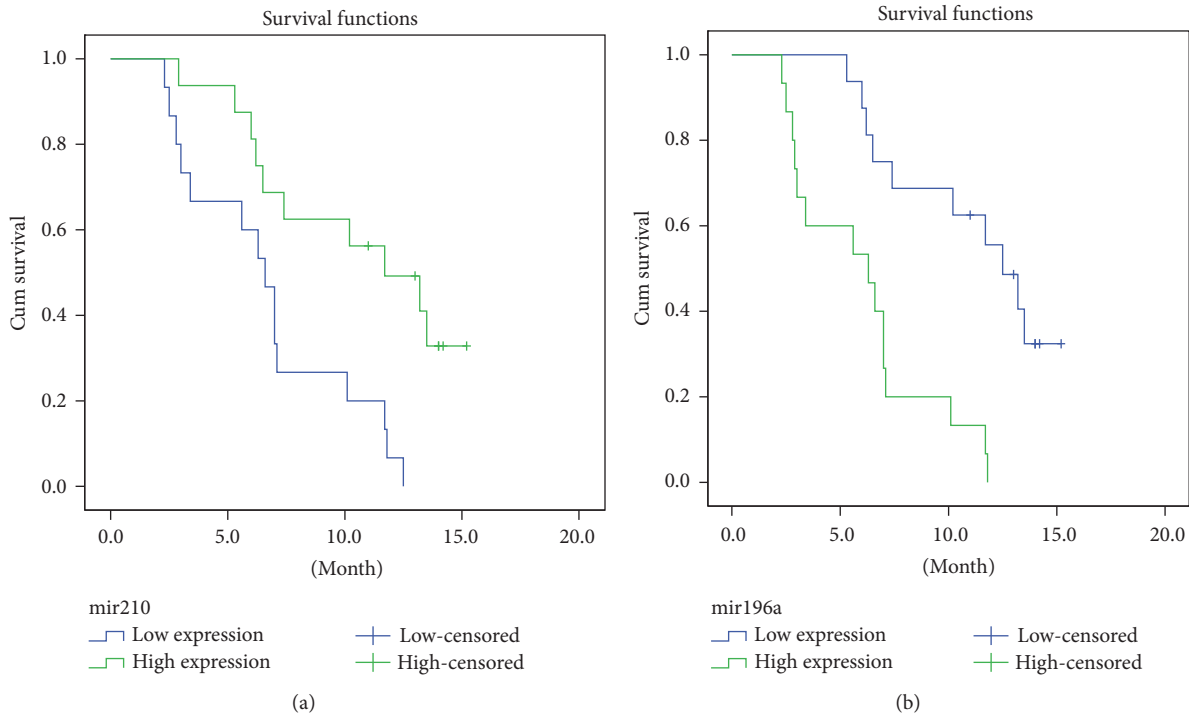 Survival functions
1.0
0.8
0.6
0.4
0.2
0.0
Cum survival
0.0 5.0 10.0 15.0 20.0
(Month)
mir210
Low expression Low-censored
High expression High-censored
(a)
Survival functions
1.0
0.8
0.6
0.4
0.2
0.0
Cum survival
0.0 5.0 10.0 15.0 20.0
(Month)
mir196a
Low expression Low-censored
High expression High-censored
(b)